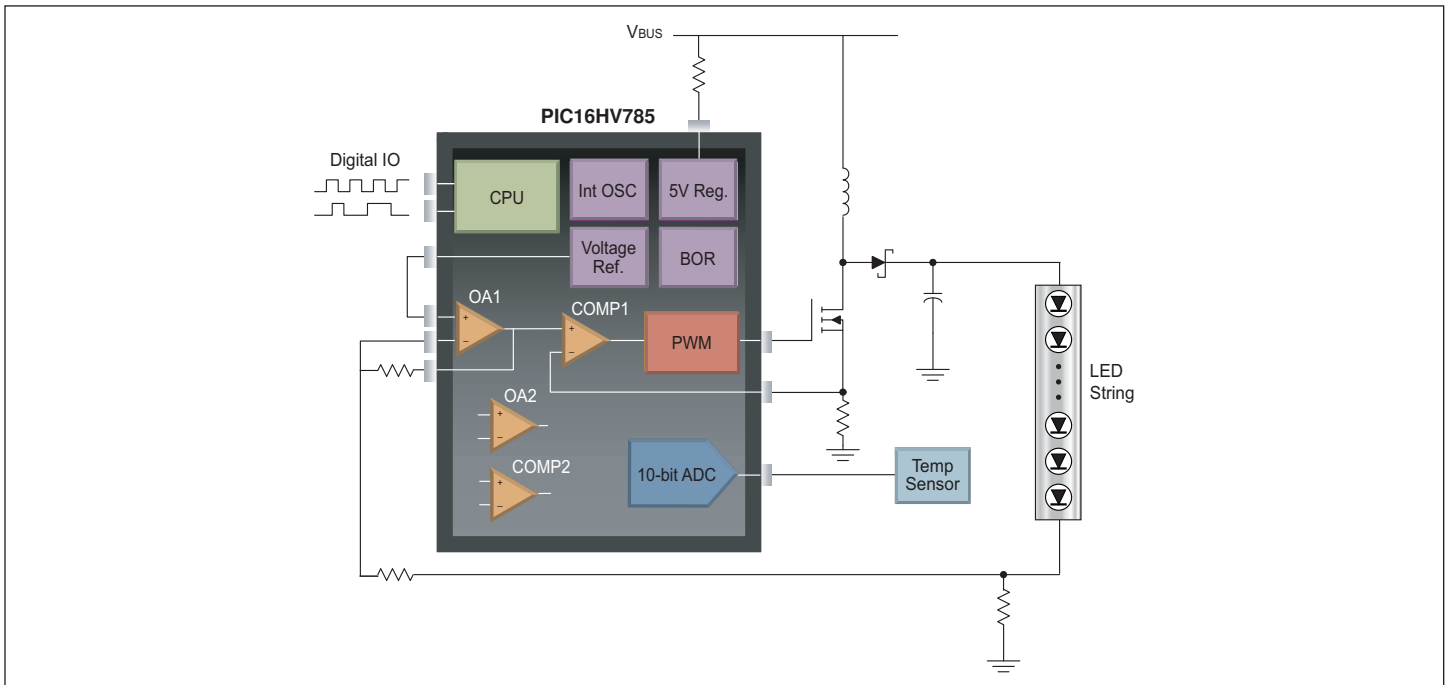 VBUS
PIC16HV785
Digital IO
CPU
Int OSC
5V Reg.
Voltage
Ref.
BOR
OA1
+
−
COMP1
+
−
PWM
OA2
+
−
COMP2
+
−
10-bit ADC
Temp
Sensor
LED
String